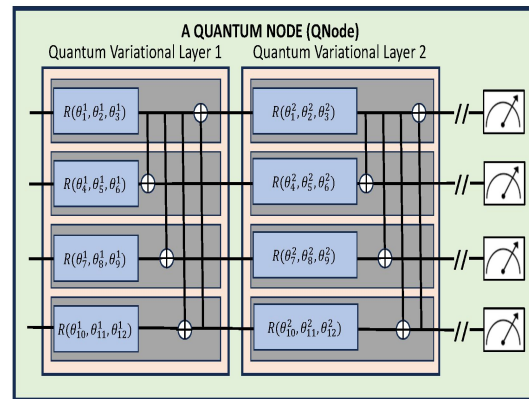 A QUANTUM NODE (QNode)
Quantum Variational Layer 1 Quantum Variational Layer 2
R(θ₁¹, θ₂¹, θ₃¹) R(θ₁², θ₂², θ₃²)
R(θ₄¹, θ₅¹, θ₆¹) R(θ₄², θ₅², θ₆²)
R(θ₇¹, θ₈¹, θ₉¹) R(θ₇², θ₈², θ₉²)
R(θ₁₀¹, θ₁₁¹, θ₁₂¹) R(θ₁₀², θ₁₁², θ₁₂²)